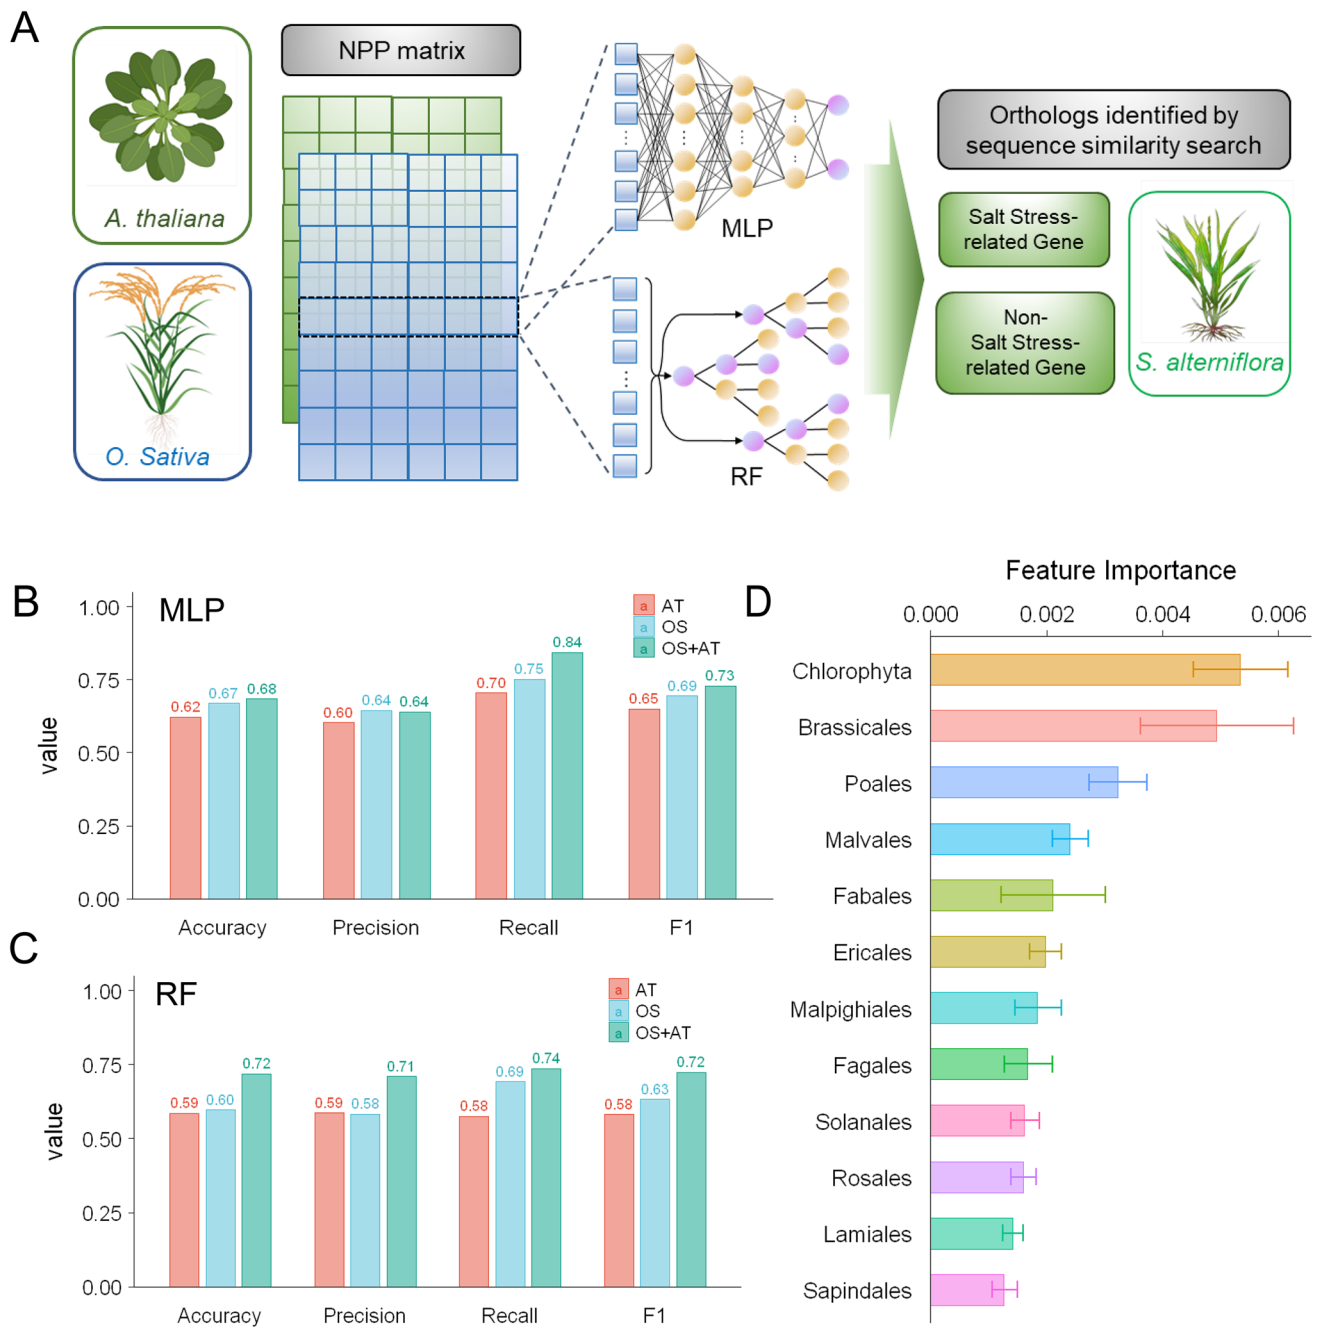 A
A. thaliana
O. Sativa
NPP matrix
MLP
RF
Orthologs identified by
sequence similarity search
Salt Stress-
related Gene
Non-
Salt Stress-
related Gene
S. alterniflora
B
MLP
value
1.00
0.75
0.50
0.25
0.00
a AT
a OS
a OS+AT
0.62 0.67 0.68
0.60 0.64 0.64
0.70 0.75 0.84
0.65 0.69 0.73
Accuracy Precision Recall F1
C
RF
value
1.00
0.75
0.50
0.25
0.00
a AT
a OS
a OS+AT
0.59 0.60 0.72
0.59 0.58 0.71
0.58 0.69 0.74
0.58 0.63 0.72
Accuracy Precision Recall F1
D
Feature Importance
0.000 0.002 0.004 0.006
Chlorophyta
Brassicales
Poales
Malvales
Fabales
Ericales
Malpighiales
Fagales
Solanales
Rosales
Lamiales
Sapindales